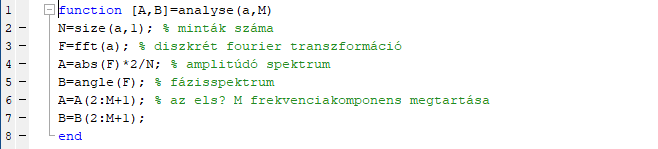 1 function [A,B]=analyse(a,M)
2 N=size(a,1); % minták száma
3 F=fft(a); % diszkrét fourier transzformáció
4 A=abs(F)*2/N; % amplitúdó spektrum
5 B=angle(F); % fázisspektrum
6 A=A(2:M+1); % az els? M frekvenciakomponens megtartása
7 B=B(2:M+1);
8 end